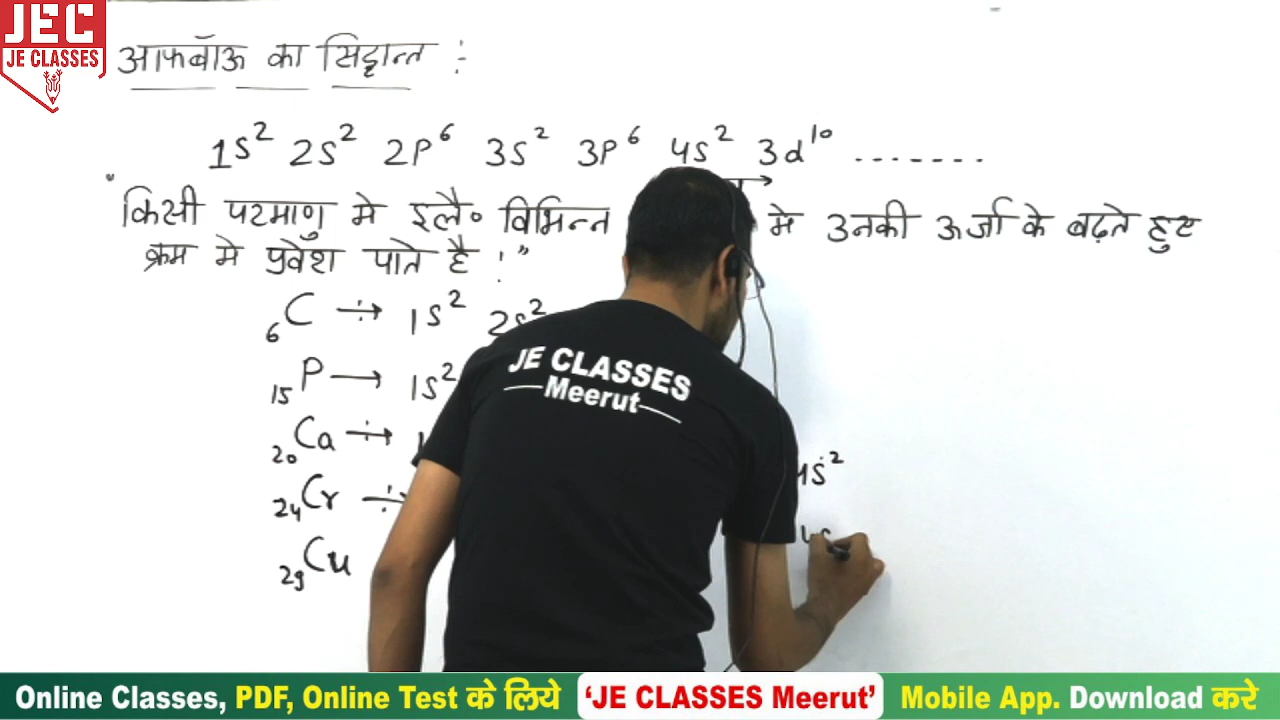 JEC
JE CLASSES
आफबॉऊ का सिद्धान्त :-
1s² 2s² 2p⁶ 3s² 3p⁶ 4s² 3d¹⁰ .......
"किसी परमाणु मे इलै॰ विभिन्न मे उनकी ऊर्जा के बढ़ते हुए
क्रम मे प्रवेश पाते है !"
₆C → 1s² 2s²
₁₅P → 1s²
₂₀Ca → 1 4s²
₂₄Cr → 4s
₂₉Cu
JE CLASSES
Meerut
Online Classes, PDF, Online Test के लिये 'JE CLASSES Meerut' Mobile App. Download करे